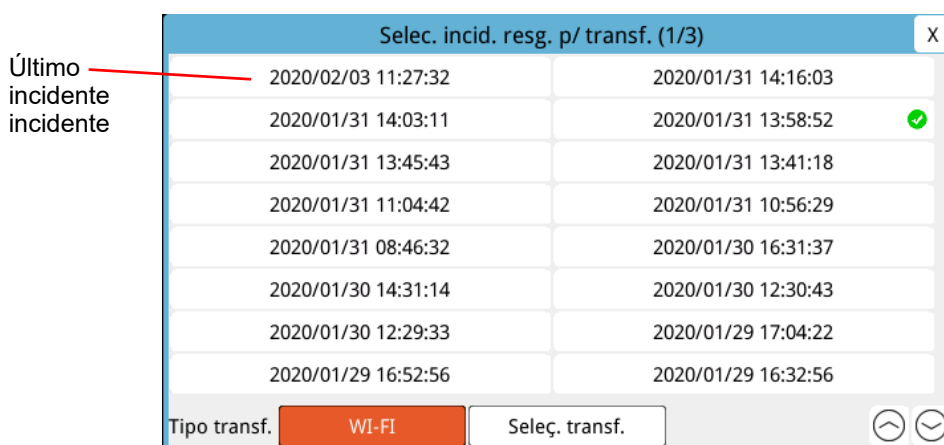 Selec. incid. resg. p/ transf. (1/3) X
Último
incidente
incidente
2020/02/03 11:27:32 2020/01/31 14:16:03
2020/01/31 14:03:11 2020/01/31 13:58:52
2020/01/31 13:45:43 2020/01/31 13:41:18
2020/01/31 11:04:42 2020/01/31 10:56:29
2020/01/31 08:46:32 2020/01/30 16:31:37
2020/01/30 14:31:14 2020/01/30 12:30:43
2020/01/30 12:29:33 2020/01/29 17:04:22
2020/01/29 16:52:56 2020/01/29 16:32:56
Tipo transf. WI-FI Seleç. transf.